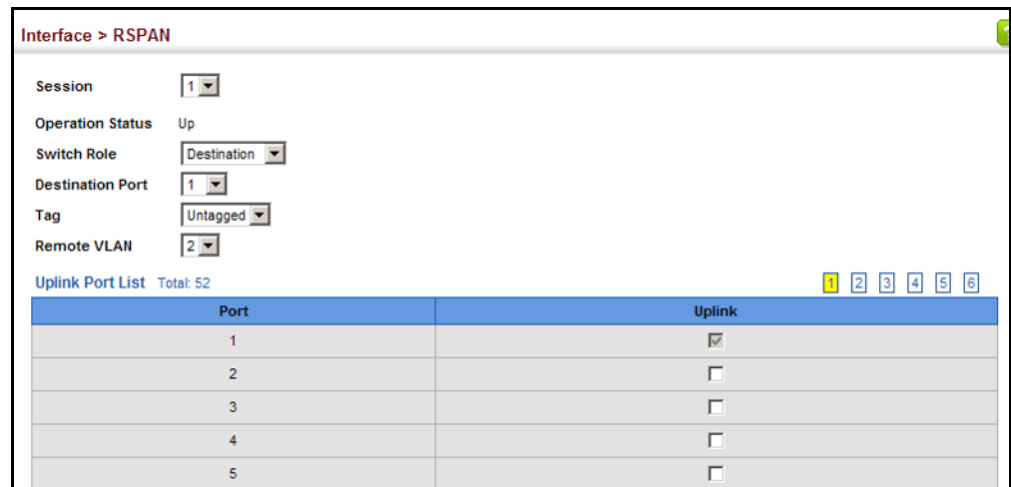 Interface > RSPAN
?
Session 1
Operation Status Up
Switch Role Destination
Destination Port 1
Tag Untagged
Remote VLAN 2
Uplink Port List Total: 52 1 2 3 4 5 6
Port Uplink
1
2
3
4
5